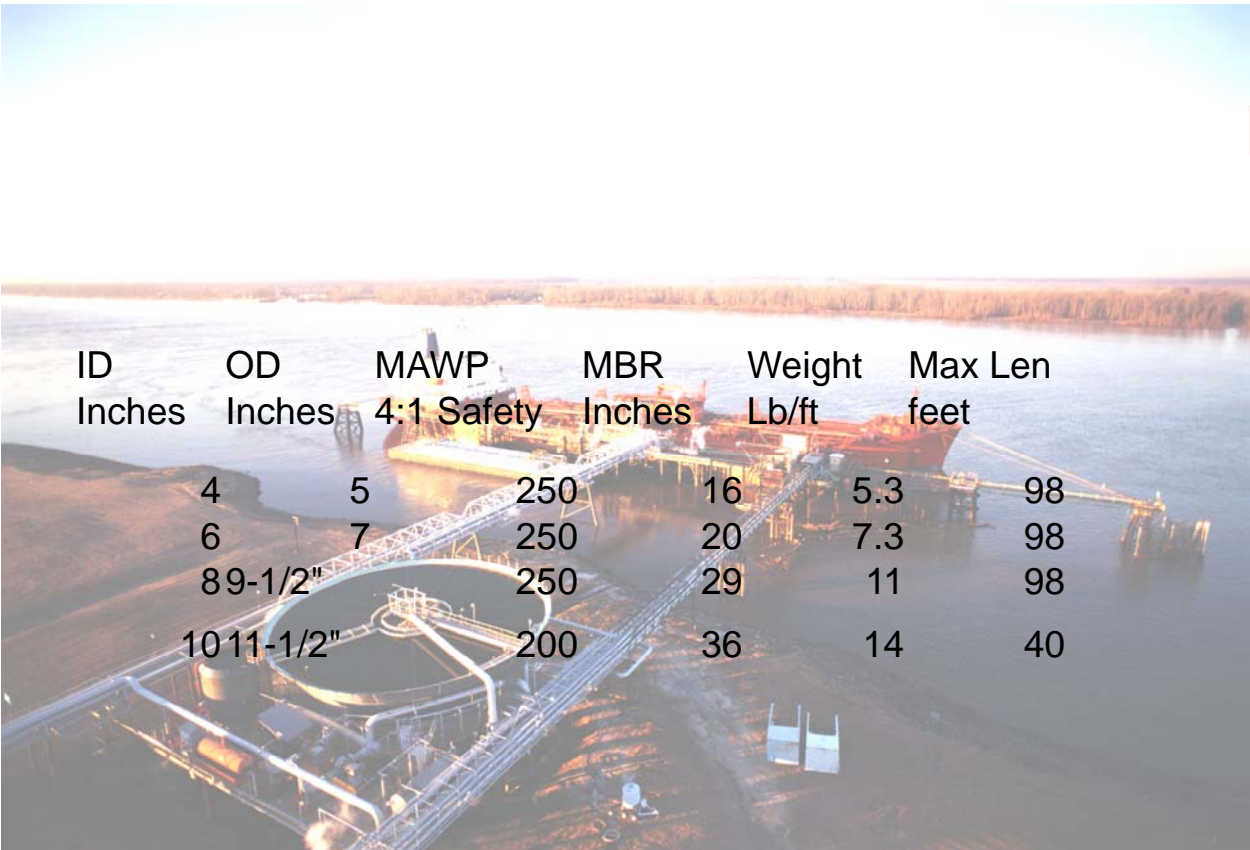 ID OD MAWP MBR Weight Max Len
Inches Inches 4:1 Safety Inches Lb/ft feet
4 5 250 16 5.3 98
6 7 250 20 7.3 98
8 9-1/2" 250 29 11 98
10 11-1/2" 200 36 14 40